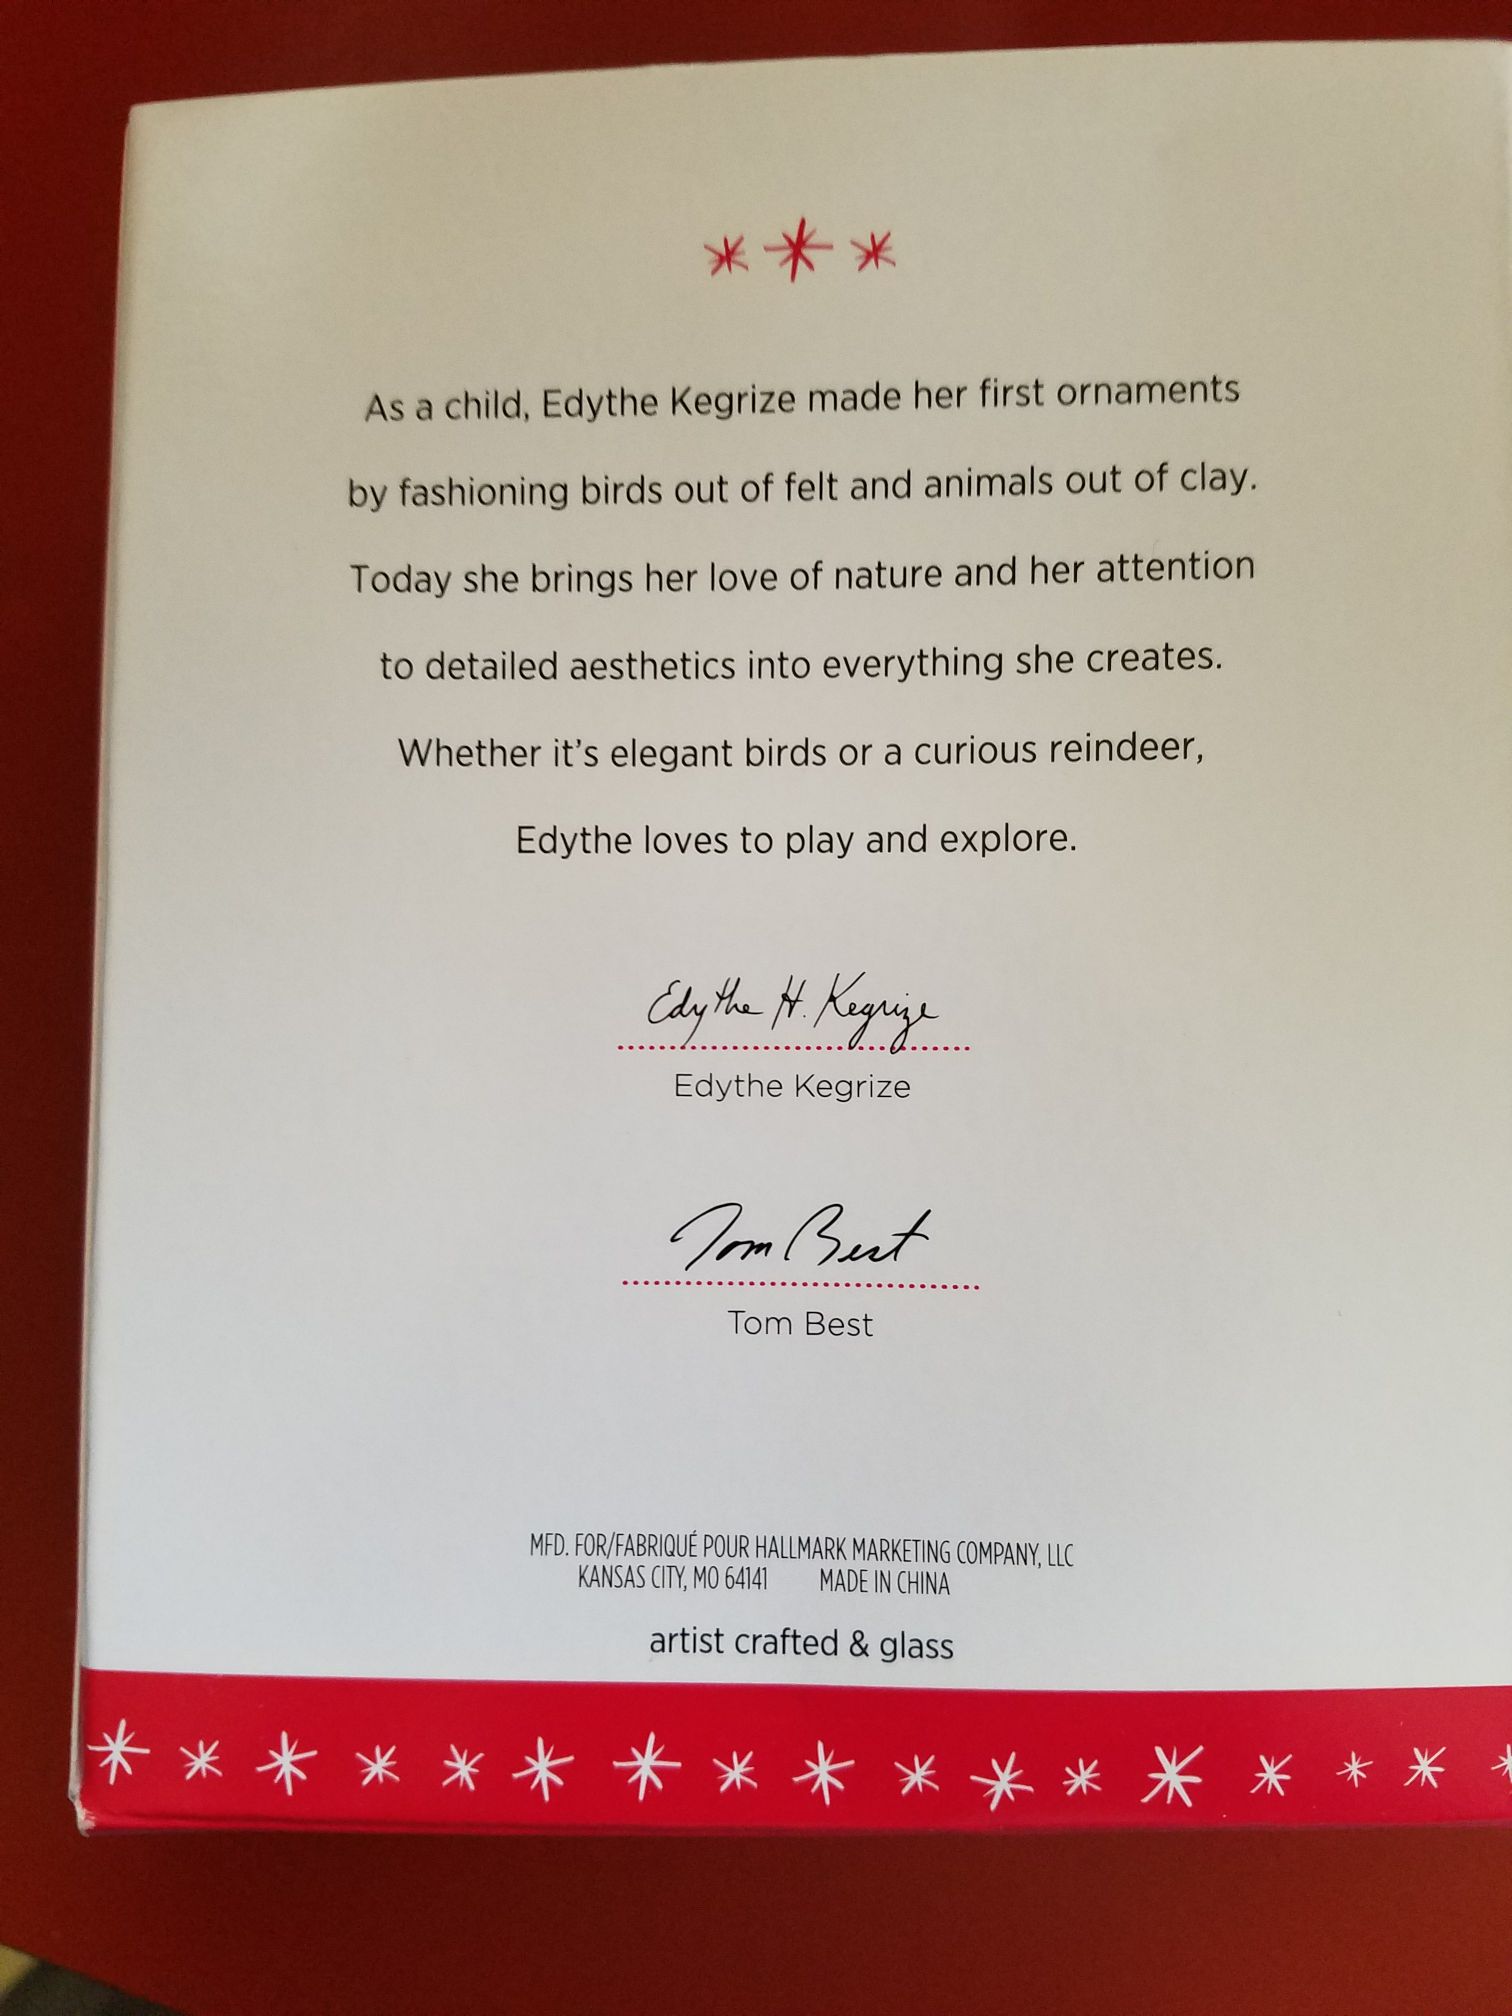 As a child, Edythe Kegrize made her first ornaments
by fashioning birds out of felt and animals out of clay.
Today she brings her love of nature and her attention
to detailed aesthetics into everything she creates.
Whether it's elegant birds or a curious reindeer,
Edythe loves to play and explore.
Edythe H. Kegrize
Edythe Kegrize
Tom Best
Tom Best
MFD. FOR/FABRIQUÉ POUR HALLMARK MARKETING COMPANY, LLC
KANSAS CITY, MO 64141 MADE IN CHINA
artist crafted & glass